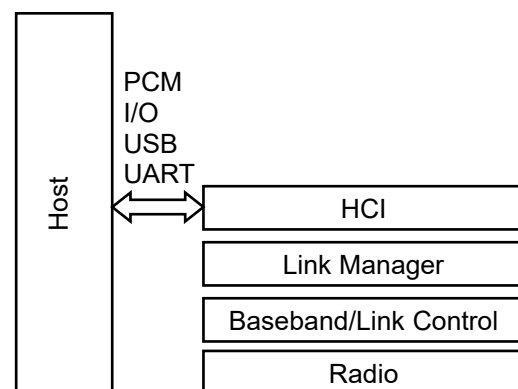 Host
PCM
I/O
USB
UART
HCI
Link Manager
Baseband/Link Control
Radio